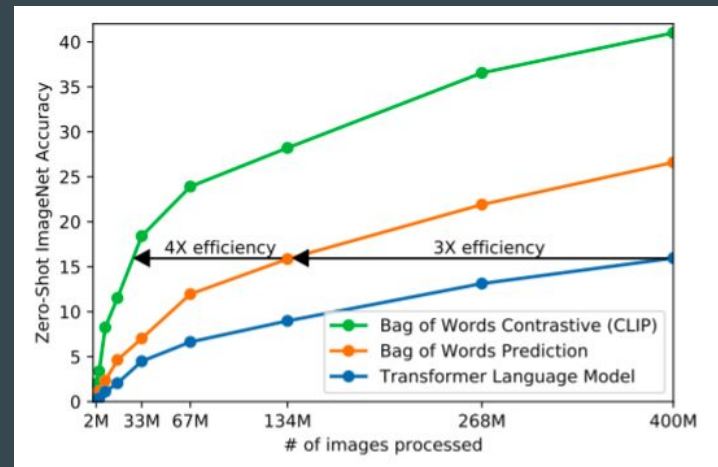 40
35
30
25
20
15
10
5
0
Zero-Shot ImageNet Accuracy
4X efficiency
3X efficiency
Bag of Words Contrastive (CLIP)
Bag of Words Prediction
Transformer Language Model
2M 33M 67M 134M 268M 400M
# of images processed